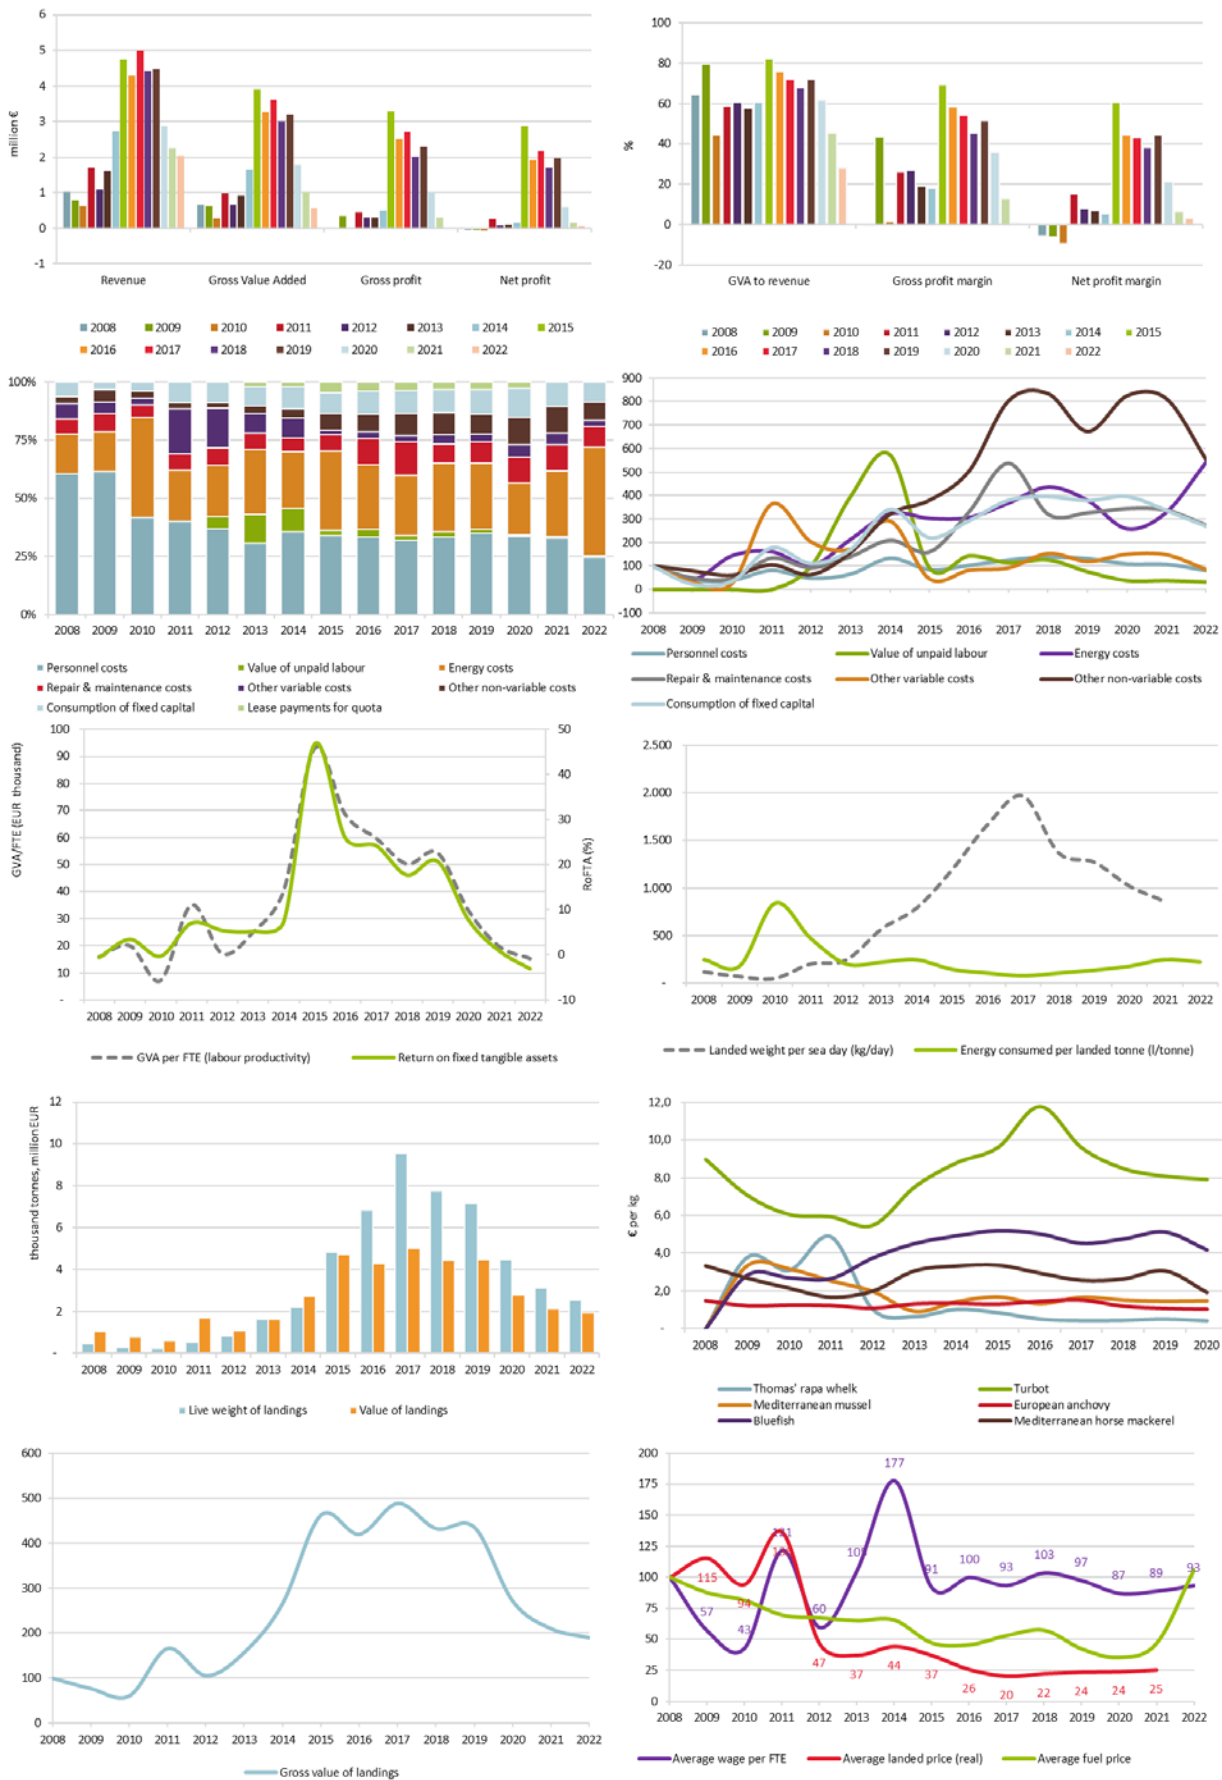 6
5
4
3
2
1
0
-1
million €
Revenue Gross Value Added Gross profit Net profit
2008 2009 2010 2011 2012 2013 2014 2015
2016 2017 2018 2019 2020 2021 2022
100
80
60
40
20
0
-20
%
GVA to revenue Gross profit margin Net profit margin
2008 2009 2010 2011 2012 2013 2014 2015
2016 2017 2018 2019 2020 2021 2022
100%
75%
50%
25%
0%
2008 2009 2010 2011 2012 2013 2014 2015 2016 2017 2018 2019 2020 2021 2022
Personnel costs Value of unpaid labour Energy costs
Repair & maintenance costs Other variable costs Other non-variable costs
Consumption of fixed capital Lease payments for quota
900
800
700
600
500
400
300
200
100
0
-100
2008 2009 2010 2011 2012 2013 2014 2015 2016 2017 2018 2019 2020 2021 2022
Personnel costs Value of unpaid labour Energy costs
Repair & maintenance costs Other variable costs Other non-variable costs
Consumption of fixed capital
100
90
80
70
60
50
40
30
20
10
-
GVA/FTE (EUR thousand)
50
40
30
20
10
0
-10
RoFTA (%)
2008 2009 2010 2011 2012 2013 2014 2015 2016 2017 2018 2019 2020 2021 2022
GVA per FTE (labour productivity) Return on fixed tangible assets
2.500
2.000
1.500
1.000
500
-
2008 2009 2010 2011 2012 2013 2014 2015 2016 2017 2018 2019 2020 2021 2022
Landed weight per sea day (kg/day) Energy consumed per landed tonne (l/tonne)
12
10
8
6
4
2
-
thousand tonnes, million EUR
2008 2009 2010 2011 2012 2013 2014 2015 2016 2017 2018 2019 2020 2021 2022
Live weight of landings Value of landings
12,0
10,0
8,0
6,0
4,0
2,0
-
€ per kg
2008 2009 2010 2011 2012 2013 2014 2015 2016 2017 2018 2019 2020
Thomas' rapa whelk Turbot
Mediterranean mussel European anchovy
Bluefish Mediterranean horse mackerel
600
500
400
300
200
100
0
2008 2009 2010 2011 2012 2013 2014 2015 2016 2017 2018 2019 2020 2021 2022
Gross value of landings
200
175
150
125
100
75
50
25
0
57 43 121 60 177 91 100 93 103 97 87 89 93
115 94 47 37 44 37 26 20 22 24 24 25
2008 2009 2010 2011 2012 2013 2014 2015 2016 2017 2018 2019 2020 2021 2022
Average wage per FTE Average landed price (real) Average fuel price